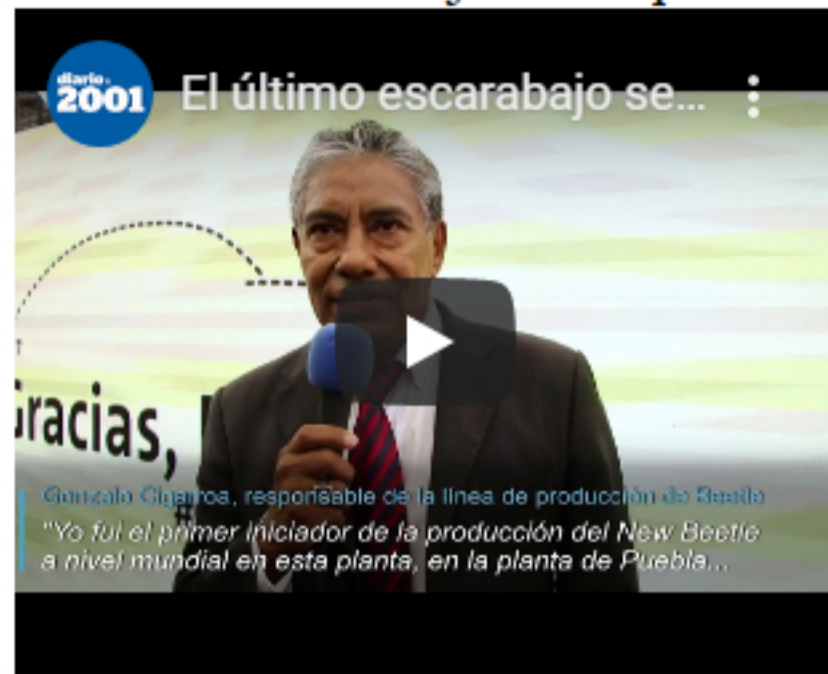 diario
2001
El último escarabajo se...
Gracias,
Gonzalo Cigarroa, responsable de la línea de producción de Beetle
"Yo fui el primer iniciador de la producción del New Beetle
a nivel mundial en esta planta, en la planta de Puebla...